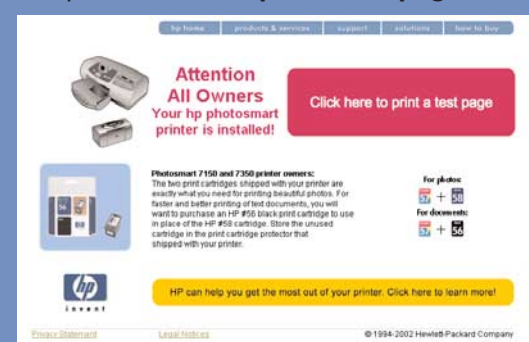 hp home products & services support solutions how to buy
Attention
All Owners
Your hp photosmart
printer is installed!
Click here to print a test page
Photosmart 7150 and 7350 printer owners:
The two print cartridges shipped with your printer are
exactly what you need for printing beautiful photos. For
faster and better printing of text documents, you will
want to purchase an HP #56 black print cartridge to use
in place of the HP #58 cartridge. Store the unused
cartridge in the print cartridge protector that
shipped with your printer.
For photos:
57 + 58
For documents:
57 + 56
56
hp
invent
HP can help you get the most out of your printer. Click here to learn more!
Privacy Statement Legal Notices © 1994-2002 Hewlett-Packard Company